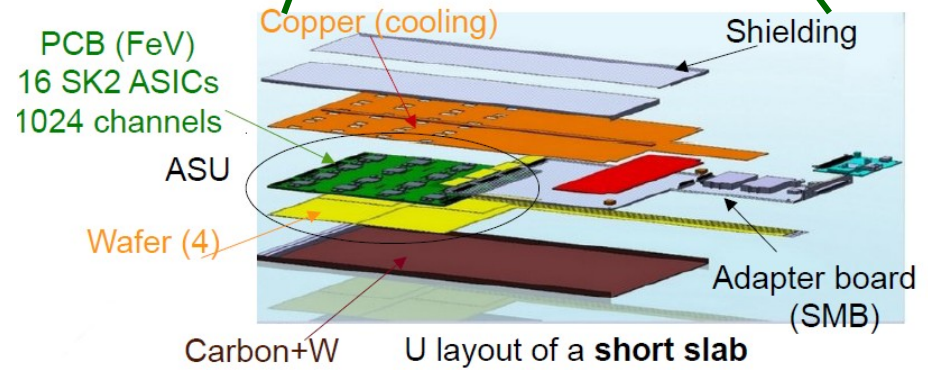 Copper (cooling)
Shielding
PCB (FeV)
16 SK2 ASICs
1024 channels
ASU
Wafer (4)
Adapter board
(SMB)
Carbon+W
U layout of a short slab